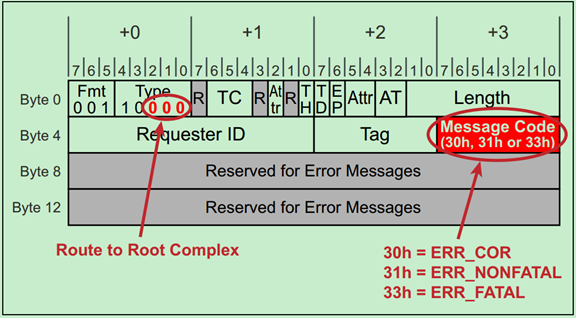 +0 +1 +2 +3
7 6 5 4 3 2 1 0 7 6 5 4 3 2 1 0 7 6 5 4 3 2 1 0 7 6 5 4 3 2 1 0
Byte 0 Fmt 0 0 1 Type 1 0 0 0 0 R TC R At tr R T H T D E P Attr AT Length
Byte 4 Requester ID Tag Message Code (30h, 31h or 33h)
Byte 8 Reserved for Error Messages
Byte 12 Reserved for Error Messages
Route to Root Complex
30h = ERR_COR
31h = ERR_NONFATAL
33h = ERR_FATAL